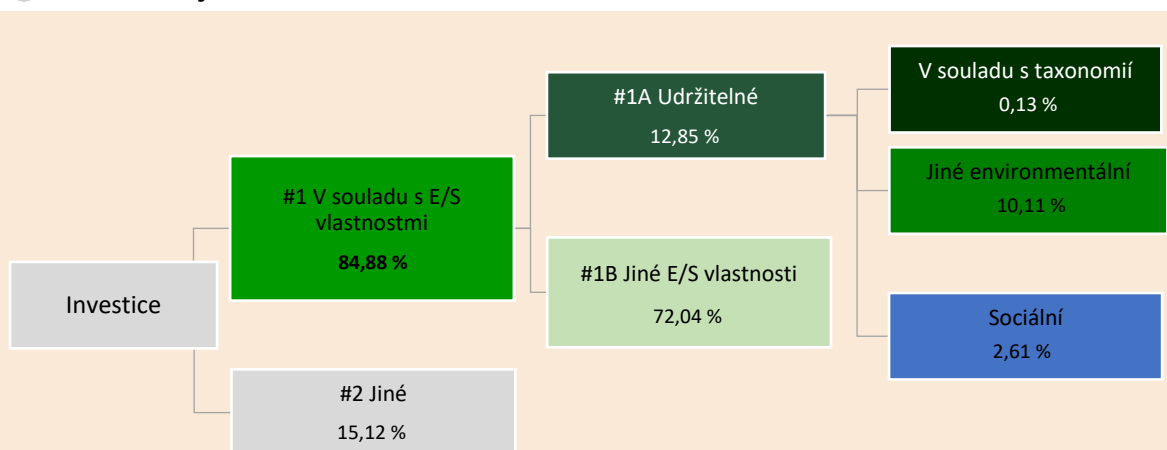 Investice
#1 V souladu s E/S
vlastnostmi
84,88 %
#2 Jiné
15,12 %
#1A Udržitelné
12,85 %
#1B Jiné E/S vlastnosti
72,04 %
V souladu s taxonomií
0,13 %
Jiné environmentální
10,11 %
Sociální
2,61 %